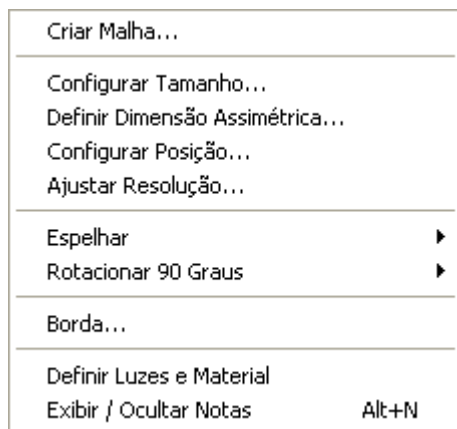 Criar Malha...
Configurar Tamanho...
Definir Dimensão Assimétrica...
Configurar Posição...
Ajustar Resolução...
Espelhar
Rotacionar 90 Graus
Borda...
Definir Luzes e Material
Exibir / Ocultar Notas Alt+N